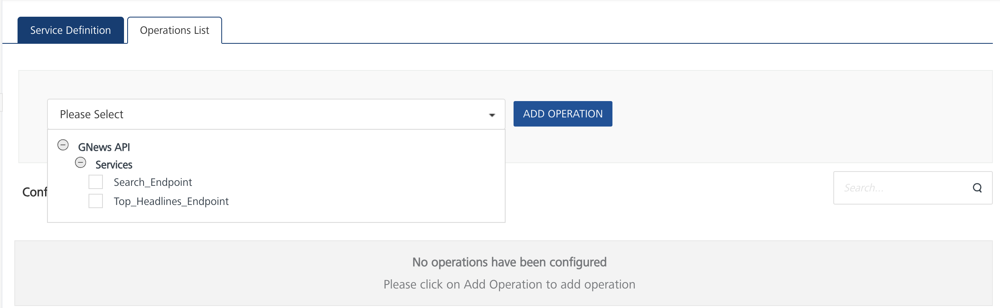 Service Definition
Operations List
Please Select
ADD OPERATION
GNews API
Services
Search_Endpoint
Top_Headlines_Endpoint
Search...
No operations have been configured
Please click on Add Operation to add operation